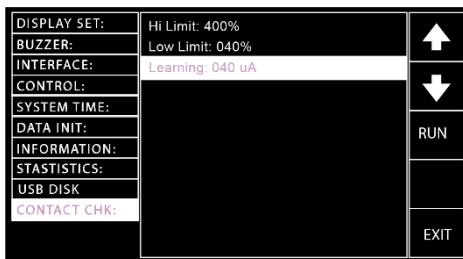 DISPLAY SET:
BUZZER:
INTERFACE:
CONTROL:
SYSTEM TIME:
DATA INIT:
INFORMATION:
STASTISTICS:
USB DISK
CONTACT CHK:
Hi Limit: 400%
Low Limit: 040%
Learning: 040 uA
RUN
EXIT